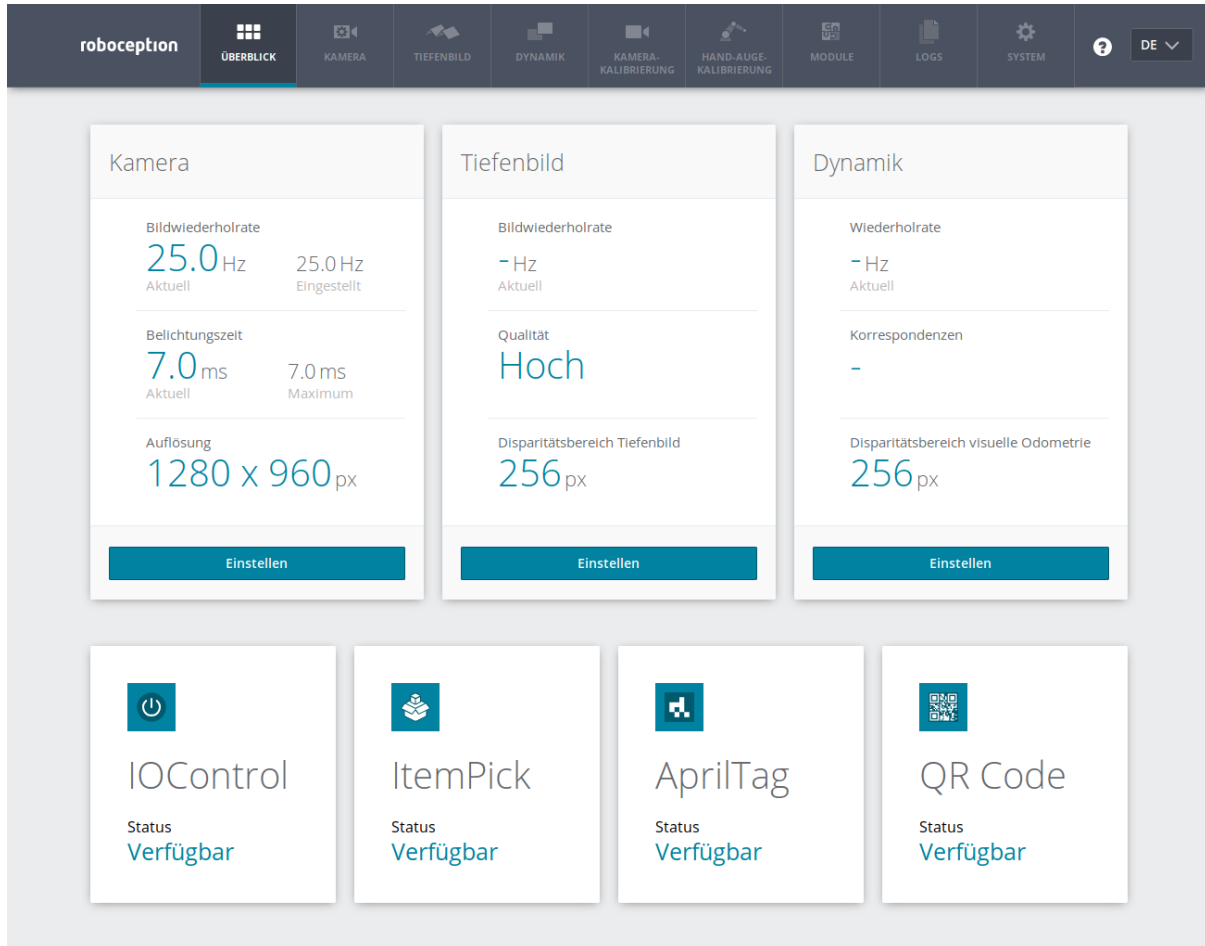 roboception
ÜBERBLICK
KAMERA
TIEFENBILD
DYNAMIK
KAMERA-
KALIBRIERUNG
HAND-AUGE-
KALIBRIERUNG
MODULE
LOGS
SYSTEM
?
DE
Kamera
Bildwiederholrate
25.0 Hz 25.0 Hz
Aktuell Eingestellt
Belichtungszeit
7.0 ms 7.0 ms
Aktuell Maximum
Auflösung
1280 x 960 px
Einstellen
Tiefenbild
Bildwiederholrate
- Hz
Aktuell
Qualität
Hoch
Disparitätsbereich Tiefenbild
256 px
Einstellen
Dynamik
Wiederholrate
- Hz
Aktuell
Korrespondenzen
-
Disparitätsbereich visuelle Odometrie
256 px
Einstellen
IOControl
Status
Verfügbar
ItemPick
Status
Verfügbar
AprilTag
Status
Verfügbar
QR Code
Status
Verfügbar